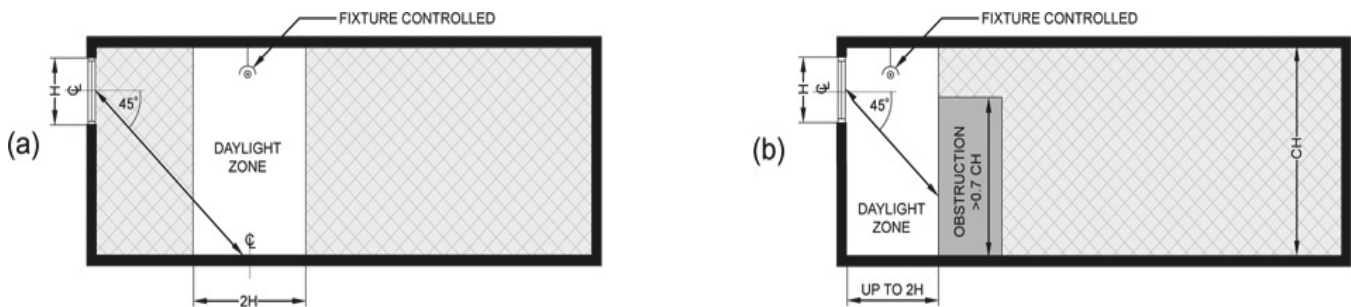 (a)
FIXTURE CONTROLLED
H
℄
45°
DAYLIGHT
ZONE
℄
2H
(b)
FIXTURE CONTROLLED
H
℄
45°
DAYLIGHT
ZONE
OBSTRUCTION
>0.7 CH
CH
UP TO 2H